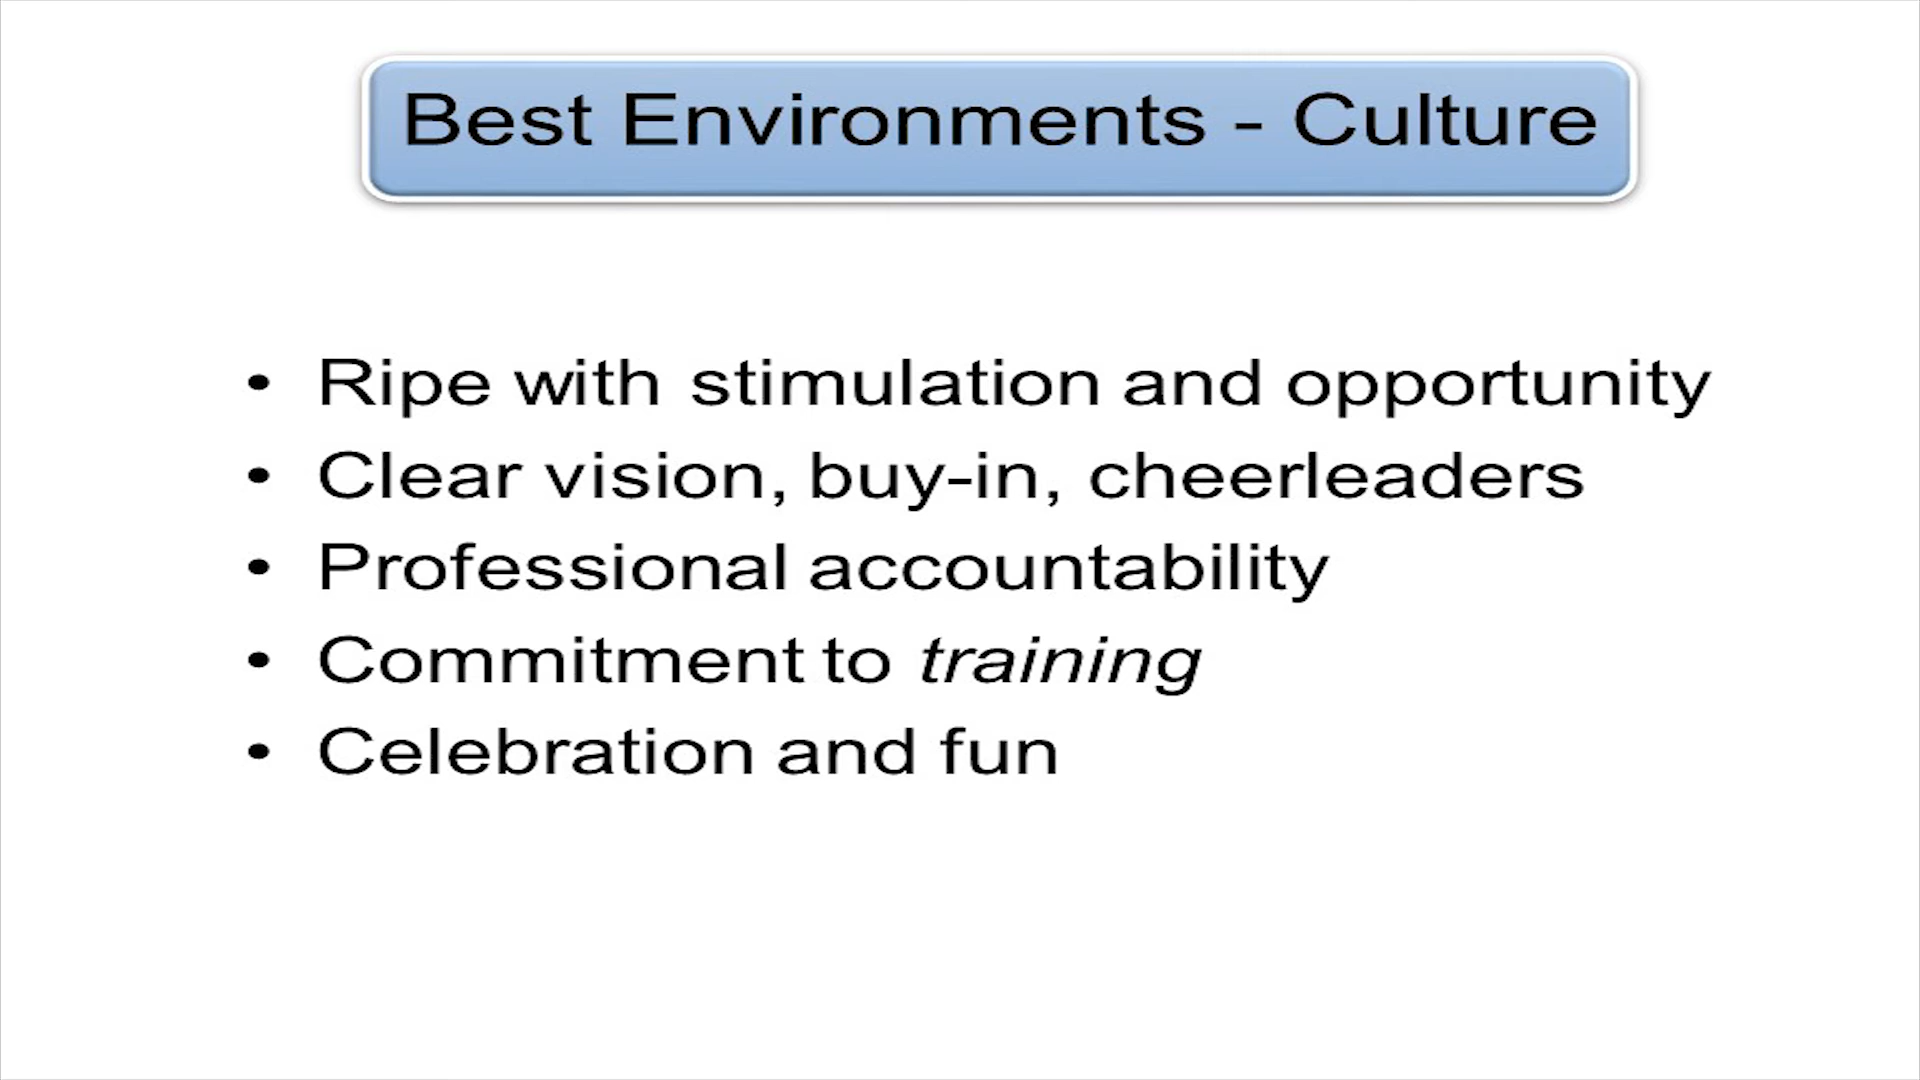 Best Environments - Culture
• Ripe with stimulation and opportunity
• Clear vision, buy-in, cheerleaders
• Professional accountability
• Commitment to training
• Celebration and fun